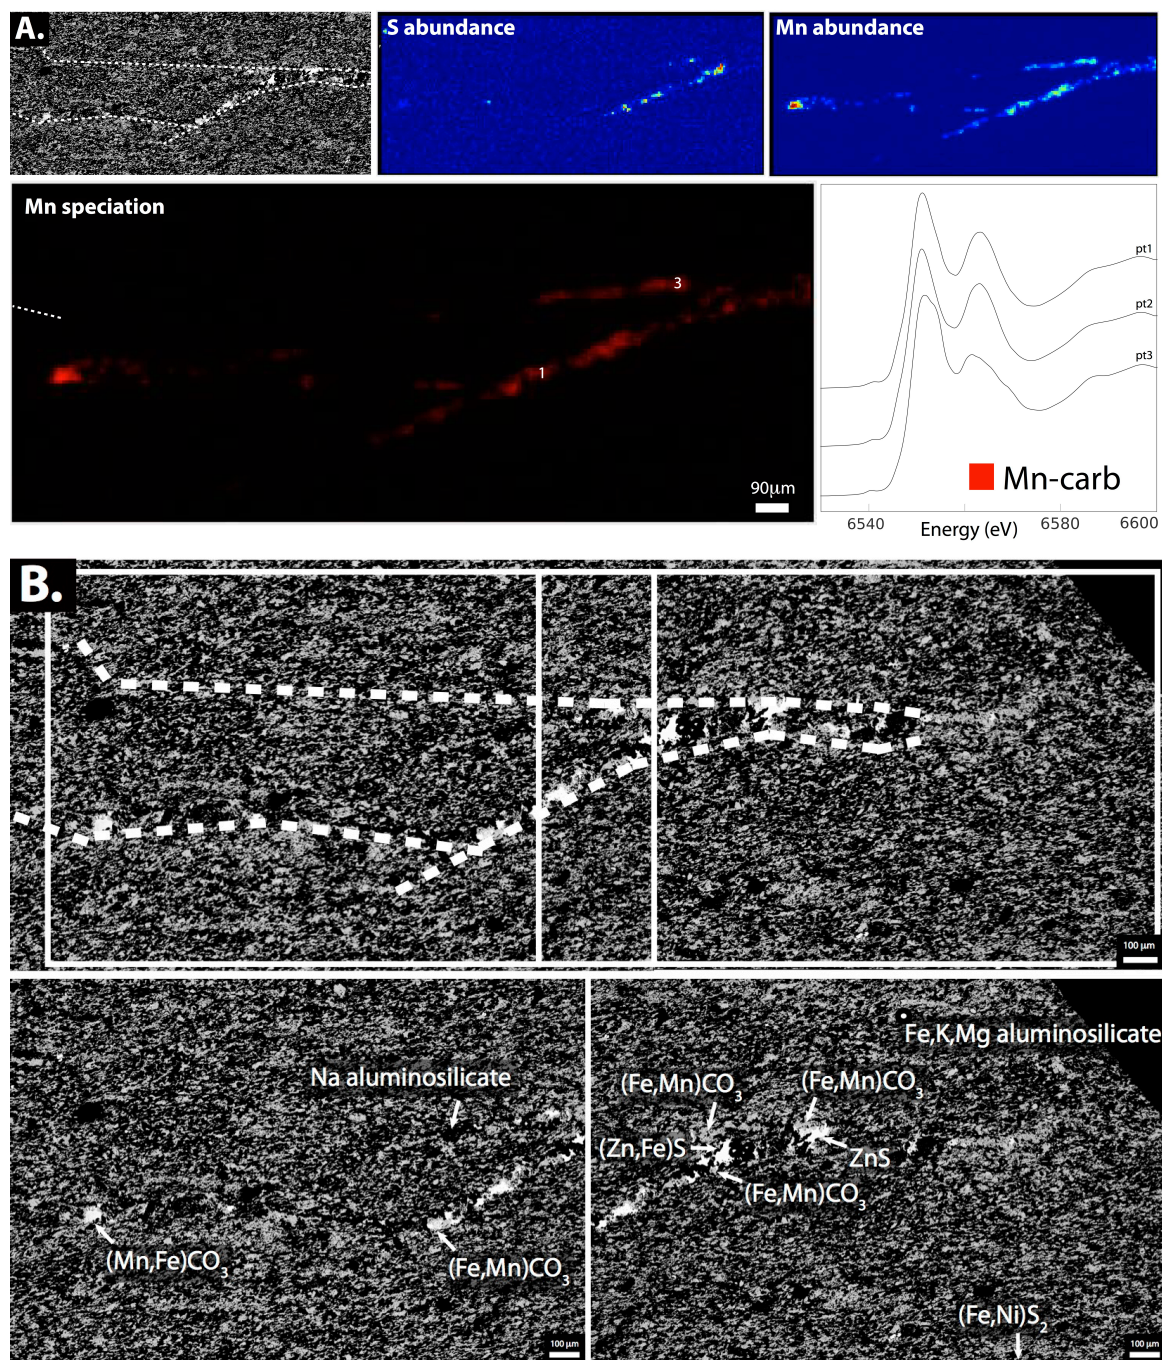 A.
S abundance
Mn abundance
Mn speciation
3
1
90μm
pt1
pt2
pt3
Mn-carb
6540
6580
6600
Energy (eV)
B.
100 μm
Na aluminosilicate
(Mn,Fe)CO₃
(Fe,Mn)CO₃
100 μm
Fe,K,Mg aluminosilicate
(Fe,Mn)CO₃
(Fe,Mn)CO₃
(Zn,Fe)S
ZnS
(Fe,Mn)CO₃
(Fe,Ni)S₂
100 μm